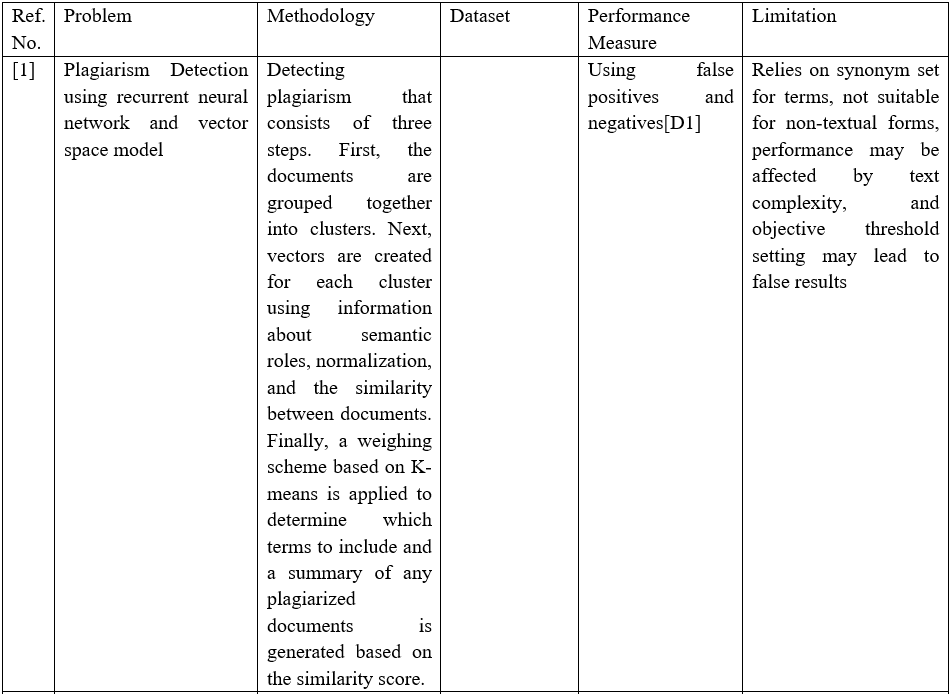 Ref. No.
Problem
Methodology
Dataset
Performance Measure
Limitation
[1]
Plagiarism Detection
using recurrent neural
network and vector
space model
Detecting
plagiarism that
consists of three
steps. First, the
documents are
grouped together
into clusters. Next,
vectors are created
for each cluster
using information
about semantic
roles, normalization,
and the similarity
between documents.
Finally, a weighing
scheme based on K-
means is applied to
determine which
terms to include and
a summary of any
plagiarized
documents is
generated based on
the similarity score.
Using false
positives and
negatives[D1]
Relies on synonym set
for terms, not suitable
for non-textual forms,
performance may be
affected by text
complexity, and
objective threshold
setting may lead to
false results